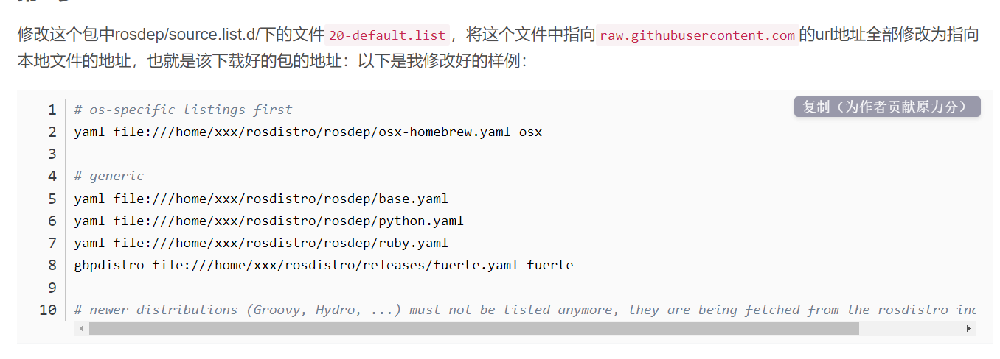 修改这个包中rosdep/source.list.d/下的文件 20-default.list ，将这个文件中指向 raw.githubusercontent.com 的url地址全部修改为指向
本地文件的地址，也就是该下载好的包的地址：以下是我修改好的样例：
复制（为作者贡献原力分）
1 # os-specific listings first
2 yaml file:///home/xxx/rosdistro/rosdep/osx-homebrew.yaml osx
3
4 # generic
5 yaml file:///home/xxx/rosdistro/rosdep/base.yaml
6 yaml file:///home/xxx/rosdistro/rosdep/python.yaml
7 yaml file:///home/xxx/rosdistro/rosdep/ruby.yaml
8 gbpdistro file:///home/xxx/rosdistro/releases/fuerte.yaml fuerte
9
10 # newer distributions (Groovy, Hydro, ...) must not be listed anymore, they are being fetched from the rosdistro